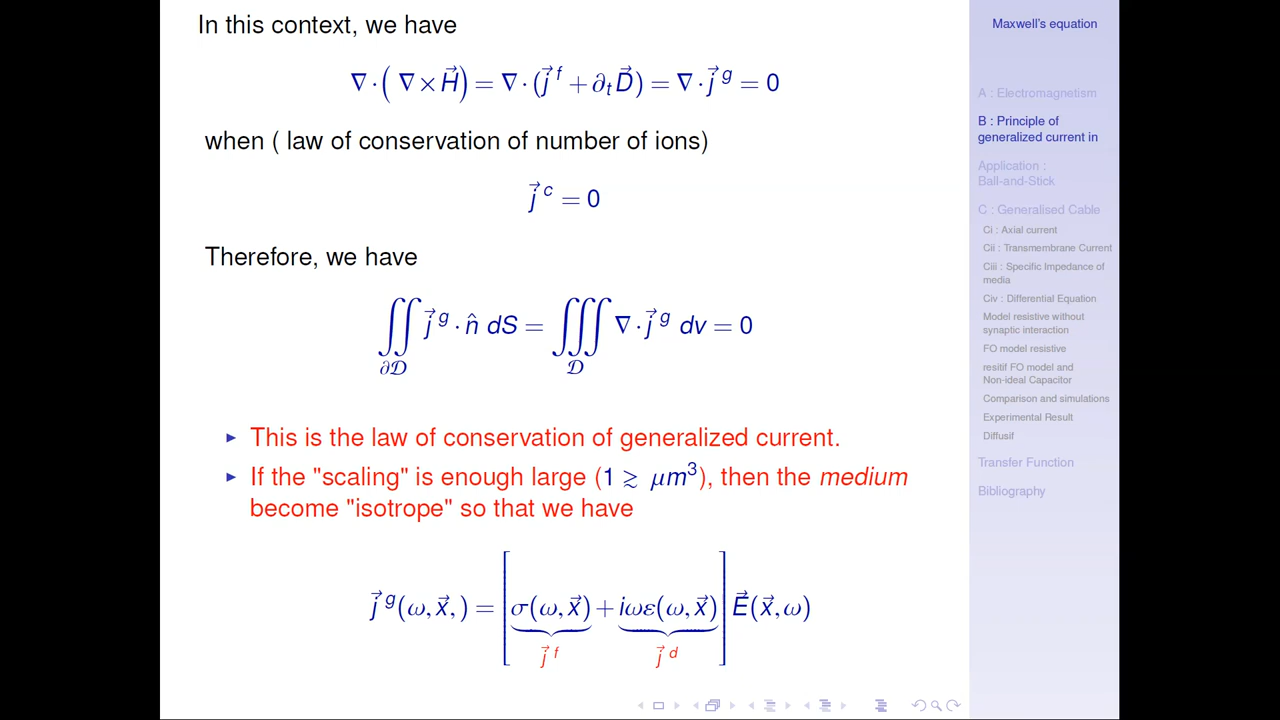 In this context, we have
∇·( ∇×H⃗) = ∇·(j⃗ᶠ + ∂ₜD⃗) = ∇·j⃗ᵍ = 0
when ( law of conservation of number of ions)
j⃗ᶜ = 0
Therefore, we have
∬_∂𝒟 j⃗ᵍ · n̂ dS = ∭_𝒟 ∇·j⃗ᵍ dv = 0
This is the law of conservation of generalized current.
If the "scaling" is enough large (1 ≳ μm³), then the medium
become "isotrope" so that we have
j⃗ᵍ(ω,x⃗,) = [σ(ω,x⃗) + iωε(ω,x⃗)] E⃗(x⃗,ω)
j⃗ᶠ j⃗ᵈ
Maxwell's equation
A : Electromagnetism
B : Principle of
generalized current in
Application :
Ball-and-Stick
C : Generalised Cable
Ci : Axial current
Cii : Transmembrane Current
Ciii : Specific Impedance of
media
Civ : Differential Equation
Model resistive without
synaptic interaction
FO model resistive
resitif FO model and
Non-ideal Capacitor
Comparison and simulations
Experimental Result
Diffusif
Transfer Function
Bibliography